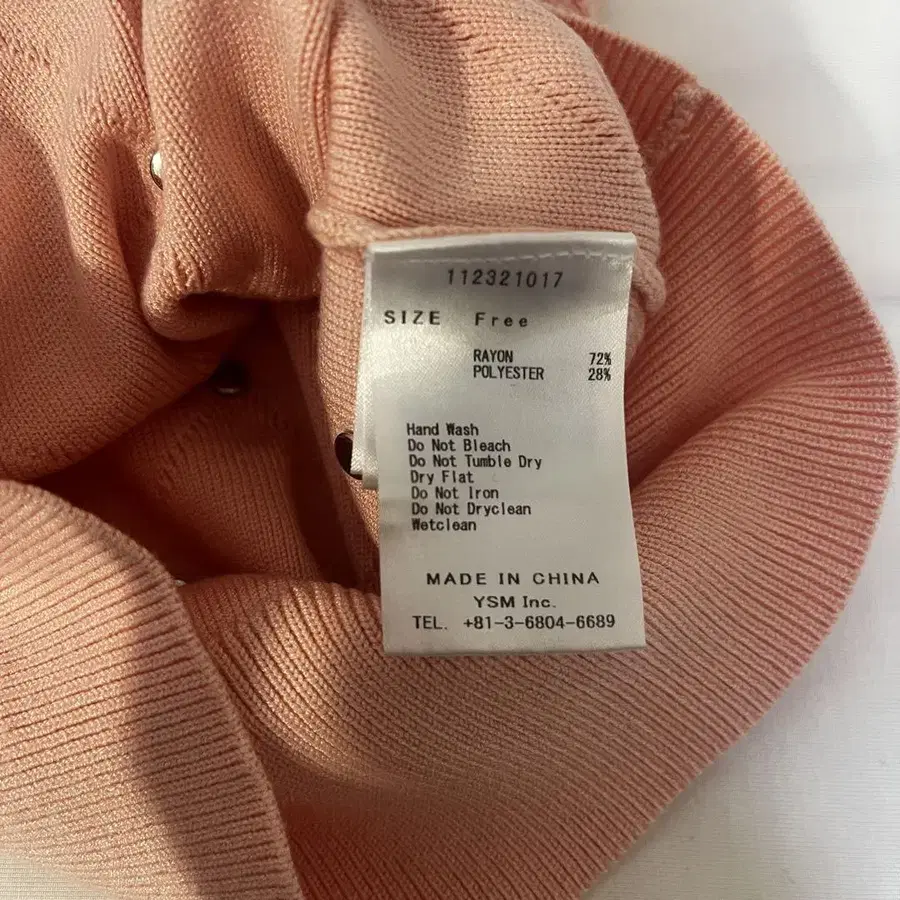 112321017
SIZE Free
RAYON 72%
POLYESTER 28%
Hand Wash
Do Not Bleach
Do Not Tumble Dry
Dry Flat
Do Not Iron
Do Not Dryclean
Wetclean
MADE IN CHINA
YSM Inc.
TEL. +81-3-6804-6689